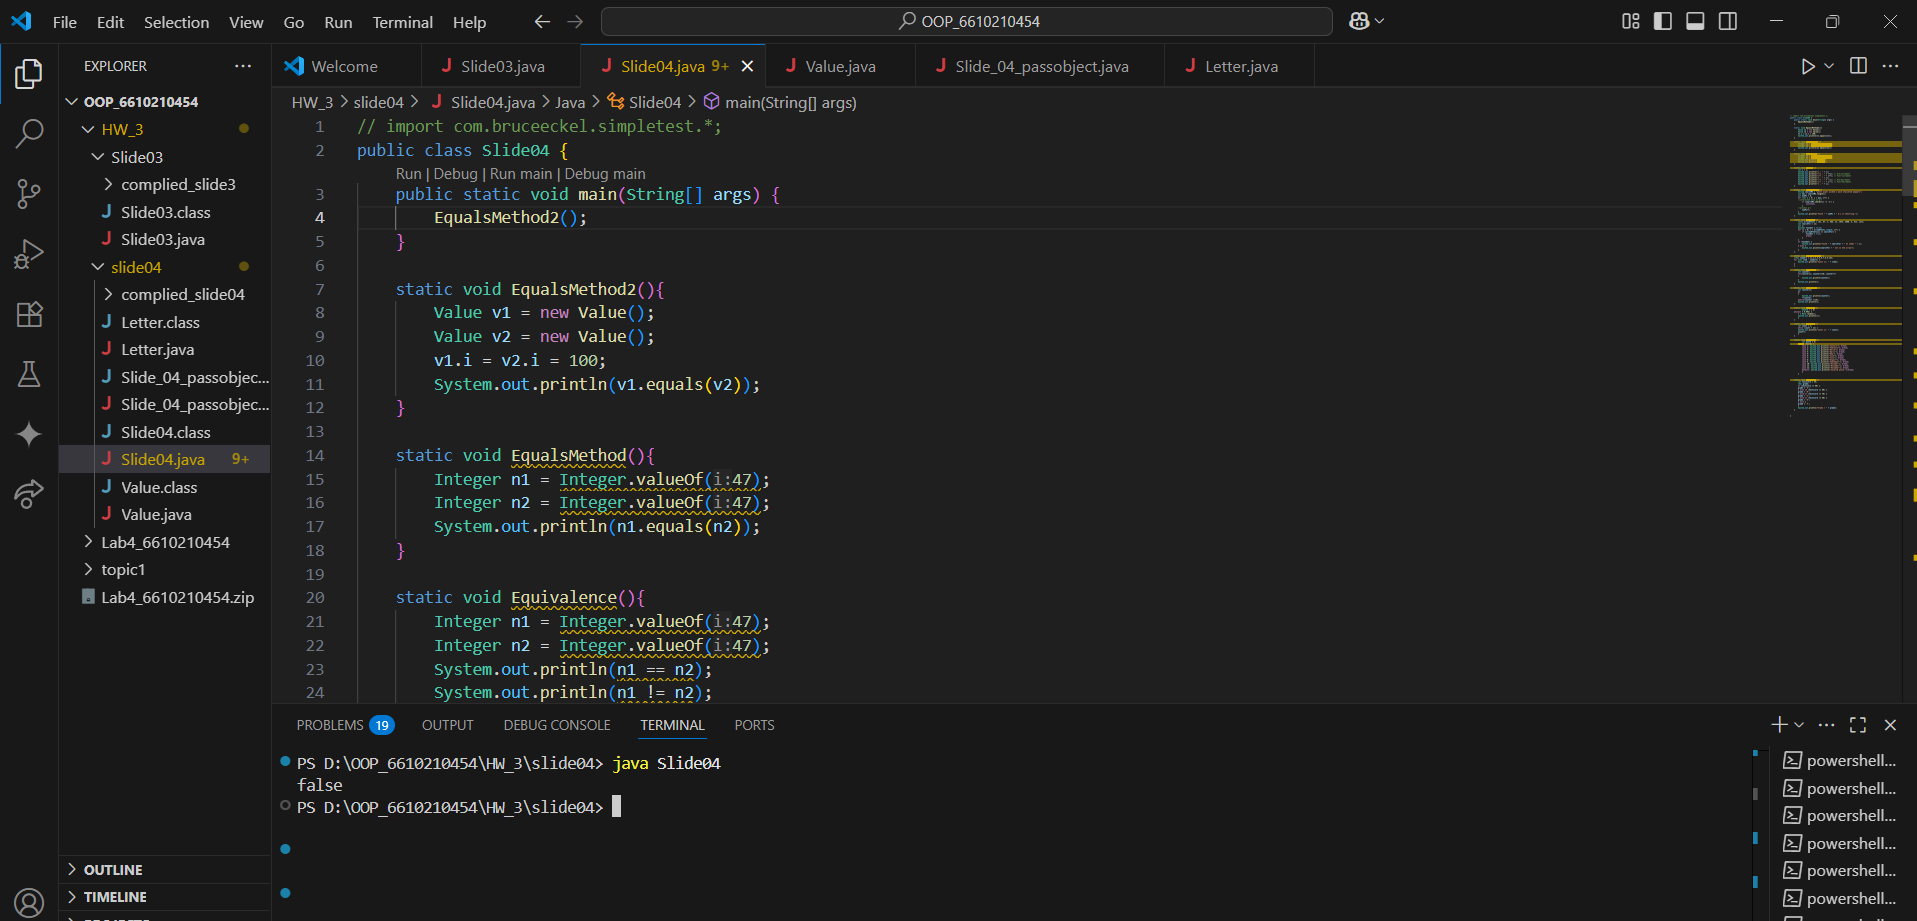 File Edit Selection View Go Run Terminal Help
OOP_6610210454
EXPLORER
OOP_6610210454
HW_3
Slide03
complied_slide3
Slide03.class
Slide03.java
slide04
complied_slide04
Letter.class
Letter.java
Slide_04_passobjec...
Slide_04_passobjec...
Slide04.class
Slide04.java 9+
Value.class
Value.java
Lab4_6610210454
topic1
Lab4_6610210454.zip
OUTLINE
TIMELINE
Welcome
Slide03.java
Slide04.java 9+
Value.java
Slide_04_passobject.java
Letter.java
HW_3 > slide04 > Slide04.java > Java > Slide04 > main(String[] args)
1 // import com.bruceeckel.simpletest.*;
2 public class Slide04 {
Run | Debug | Run main | Debug main
3 public static void main(String[] args) {
4 EqualsMethod2();
5 }
6
7 static void EqualsMethod2(){
8 Value v1 = new Value();
9 Value v2 = new Value();
10 v1.i = v2.i = 100;
11 System.out.println(v1.equals(v2));
12 }
13
14 static void EqualsMethod(){
15 Integer n1 = Integer.valueOf(i:47);
16 Integer n2 = Integer.valueOf(i:47);
17 System.out.println(n1.equals(n2));
18 }
19
20 static void Equivalence(){
21 Integer n1 = Integer.valueOf(i:47);
22 Integer n2 = Integer.valueOf(i:47);
23 System.out.println(n1 == n2);
24 System.out.println(n1 != n2);
PROBLEMS 19 OUTPUT DEBUG CONSOLE TERMINAL PORTS
PS D:\OOP_6610210454\HW_3\slide04> java Slide04
false
PS D:\OOP_6610210454\HW_3\slide04>
powershell...
powershell...
powershell...
powershell...
powershell...
powershell...